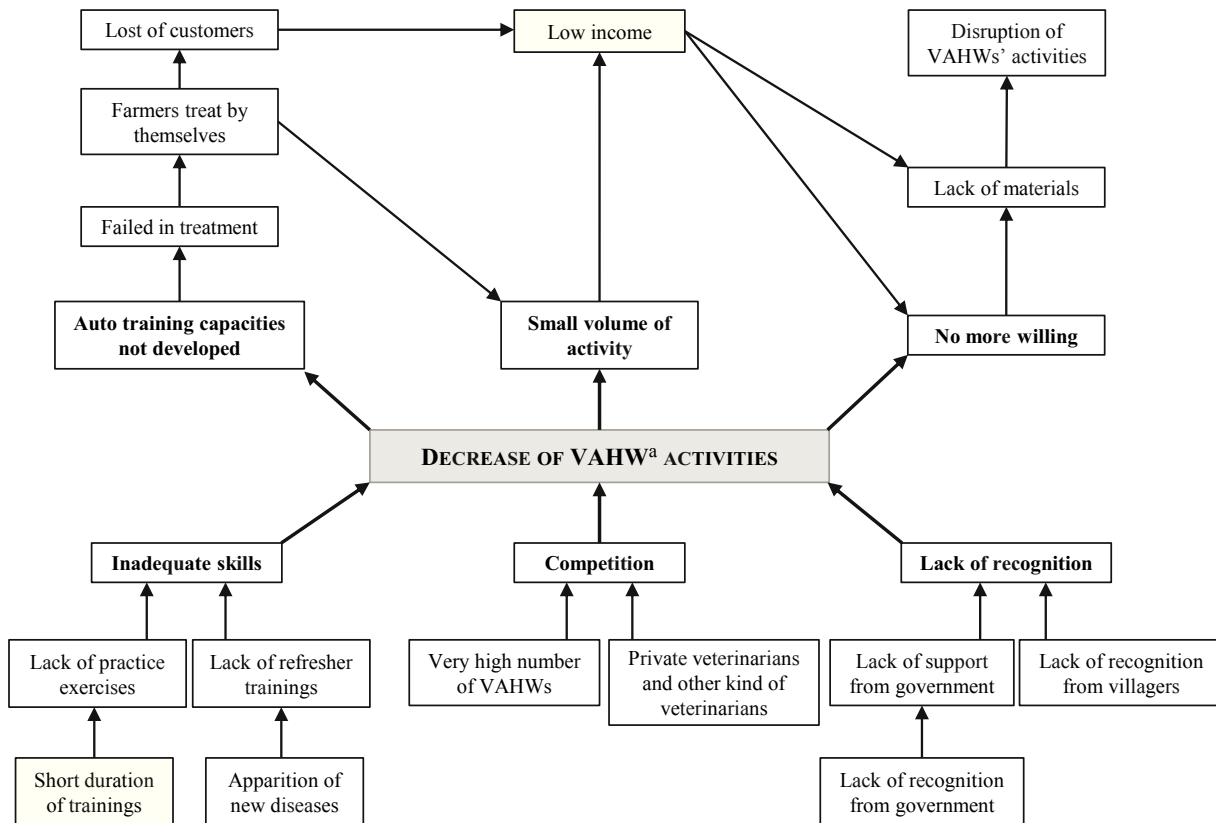 Lost of customers
Low income
Disruption of
VAHWs’ activities
Farmers treat by
themselves
Lack of materials
Failed in treatment
Auto training capacities
not developed
Small volume of
activity
No more willing
DECREASE OF VAHWa ACTIVITIES
Inadequate skills
Competition
Lack of recognition
Lack of practice
exercises
Lack of refresher
trainings
Very high number
of VAHWs
Private veterinarians
and other kind of
veterinarians
Lack of support
from government
Lack of recognition
from villagers
Short duration
of trainings
Apparition of
new diseases
Lack of recognition
from government